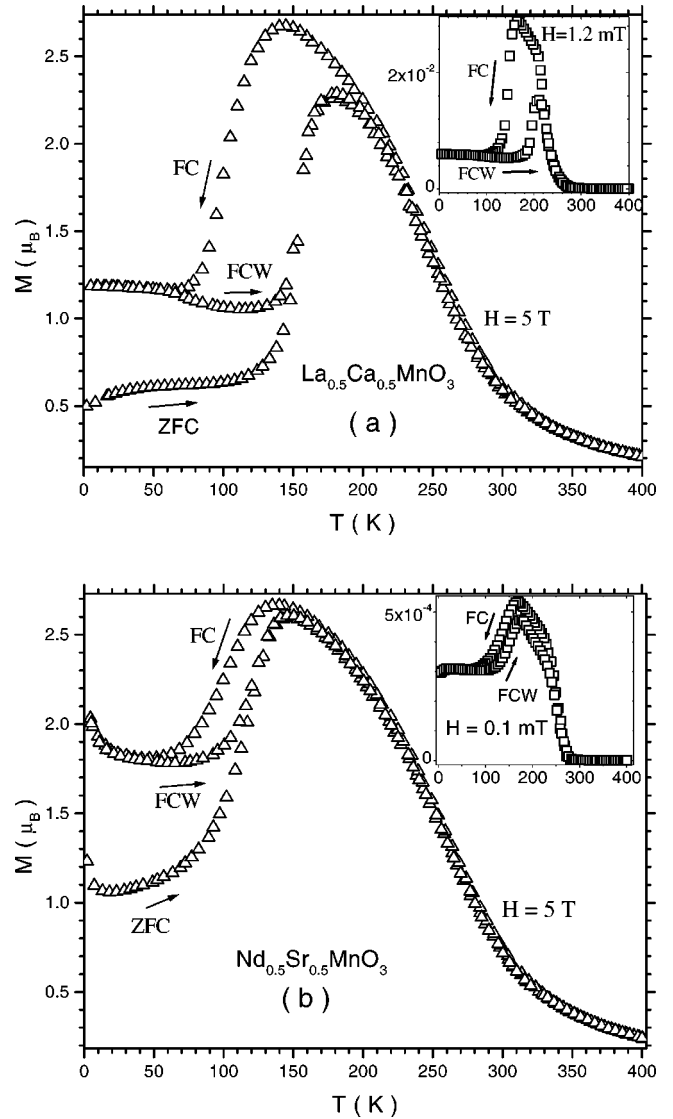 2.5
2.0
1.5
1.0
0.5
M ( μB )
0 50 100 150 200 250 300 350 400
T ( K )
FC
FCW
ZFC
La0.5Ca0.5MnO3
( a )
H = 5 T
H=1.2 mT
2x10-2
0
FC
FCW
0 100 200 300 400
2.5
2.0
1.5
1.0
0.5
M ( μB )
0 50 100 150 200 250 300 350 400
T ( K )
FC
FCW
ZFC
Nd0.5Sr0.5MnO3
( b )
H = 5 T
5x10-4
0
FC
FCW
H = 0.1 mT
0 100 200 300 400